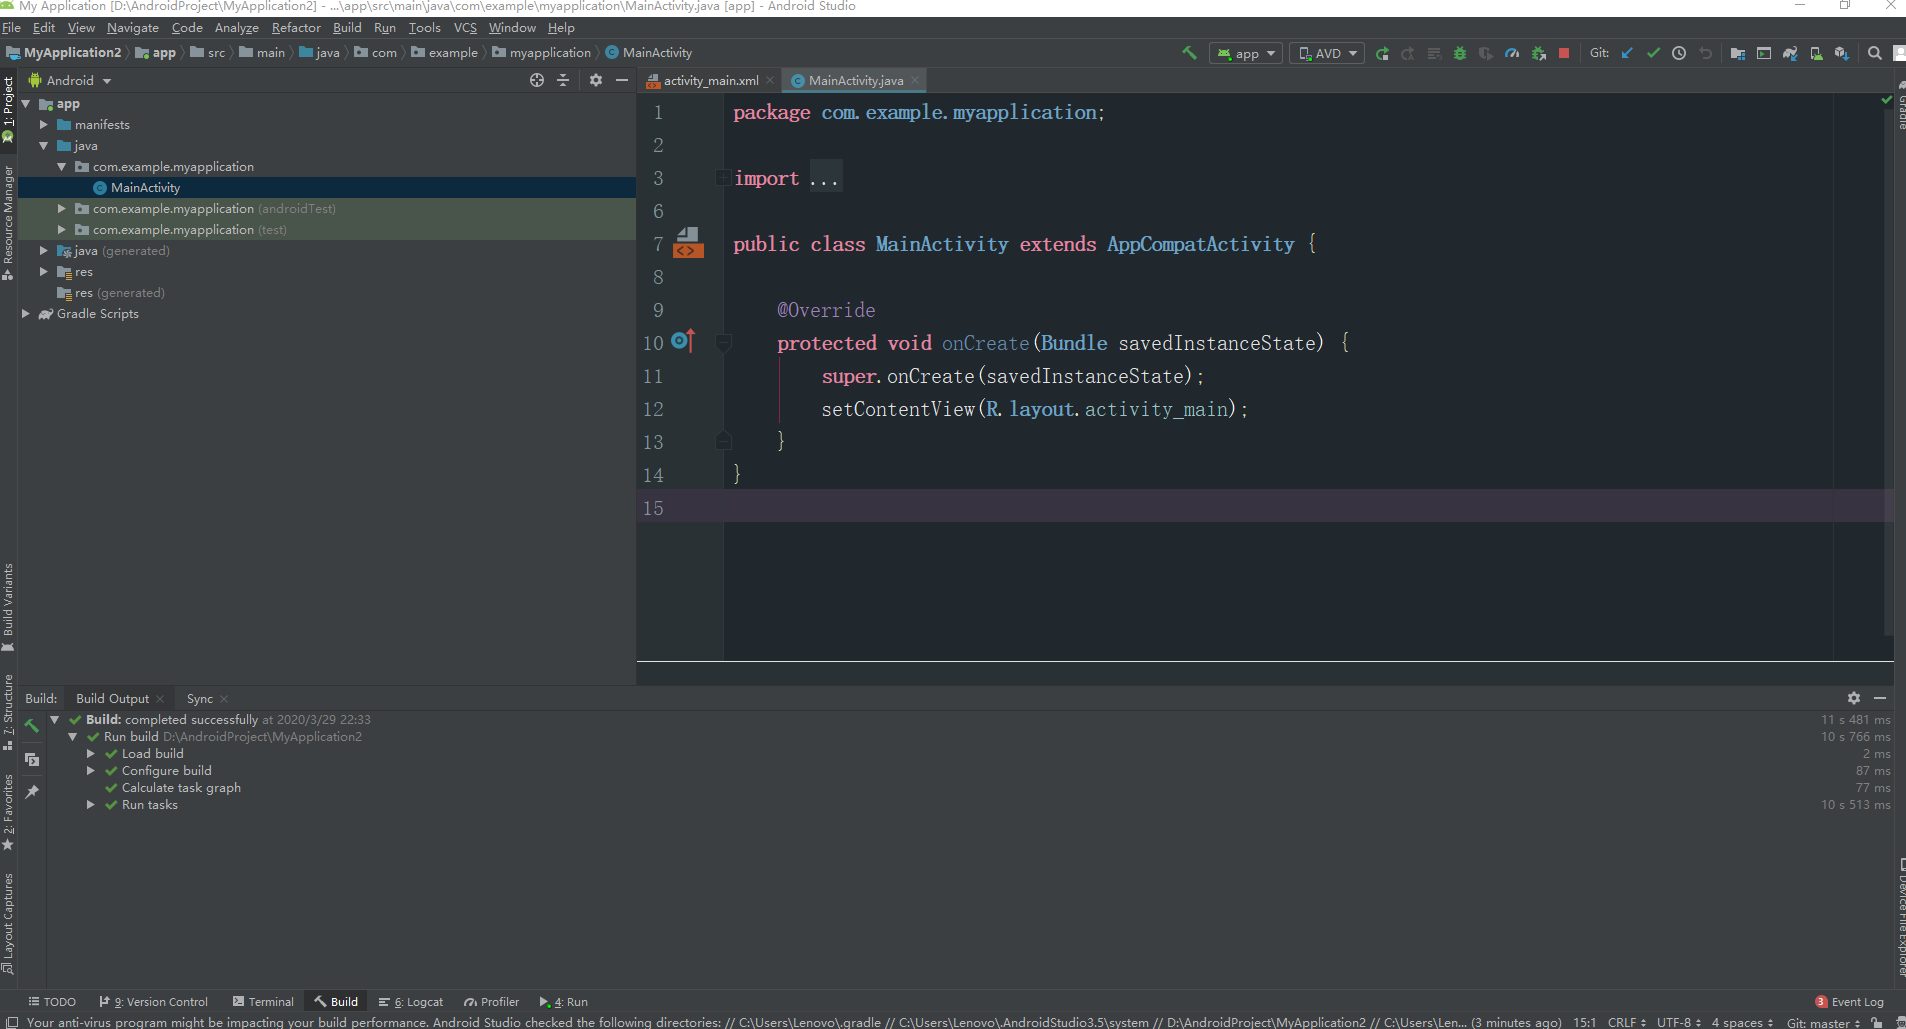 My Application [D:\AndroidProject\MyApplication2] - ...\app\src\main\java\com\example\myapplication\MainActivity.java [app] - Android Studio
File Edit View Navigate Code Analyze Refactor Build Run Tools VCS Window Help
MyApplication2 app src main java com example myapplication MainActivity app AVD Git:
1: Project
Resource Manager
Build Variants
7: Structure
2: Favorites
Layout Captures
Android
app
manifests
java
com.example.myapplication
MainActivity
com.example.myapplication (androidTest)
com.example.myapplication (test)
java (generated)
res
res (generated)
Gradle Scripts
activity_main.xml MainActivity.java
1 package com.example.myapplication;
2
3 import ...
6
7 public class MainActivity extends AppCompatActivity {
8
9 @Override
10 protected void onCreate(Bundle savedInstanceState) {
11 super.onCreate(savedInstanceState);
12 setContentView(R.layout.activity_main);
13 }
14 }
15
Gradle
Device File Explorer
Build: Build Output Sync
Build: completed successfully at 2020/3/29 22:33 11 s 481 ms
Run build D:\AndroidProject\MyApplication2 10 s 766 ms
Load build 2 ms
Configure build 87 ms
Calculate task graph 77 ms
Run tasks 10 s 513 ms
TODO 9: Version Control Terminal Build 6: Logcat Profiler 4: Run 3 Event Log
Your anti-virus program might be impacting your build performance. Android Studio checked the following directories: // C:\Users\Lenovo\.gradle // C:\Users\Lenovo\.AndroidStudio3.5\system // D:\AndroidProject\MyApplication2 // C:\Users\Len... (3 minutes ago) 15:1 CRLF UTF-8 4 spaces Git: master